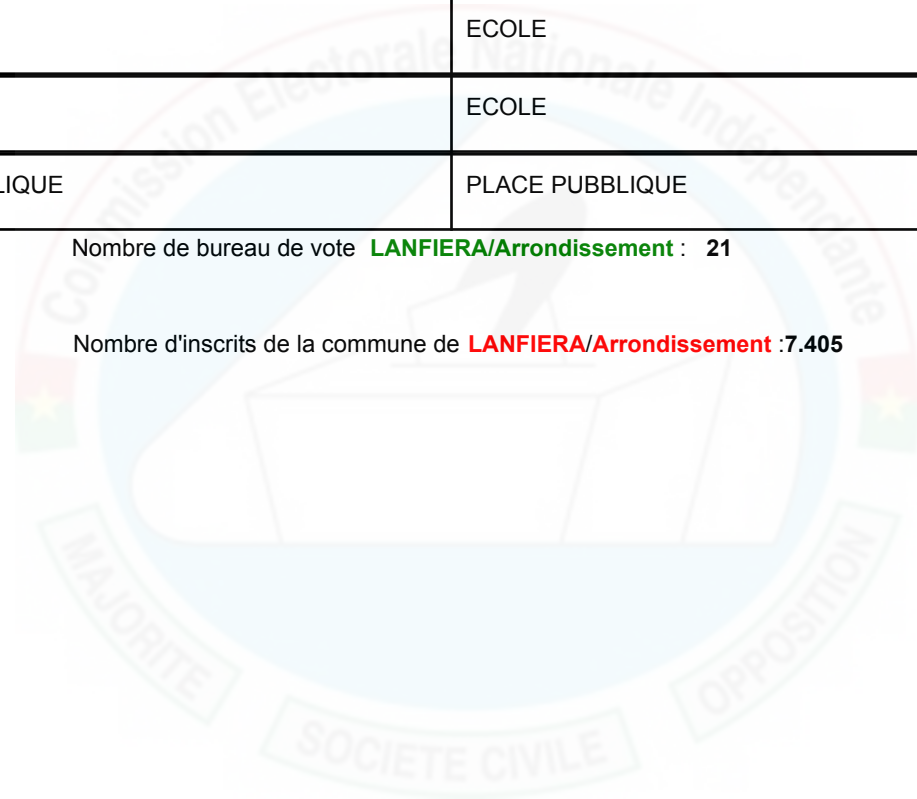 ECOLE
ECOLE
LIQUE PLACE PUBBLIQUE
Nombre de bureau de vote LANFIERA/Arrondissement : 21
Nombre d'inscrits de la commune de LANFIERA/Arrondissement :7.405
Commission Electorale Nationale Indépendante
MAJORITE
SOCIETE CIVILE
OPPOSITION